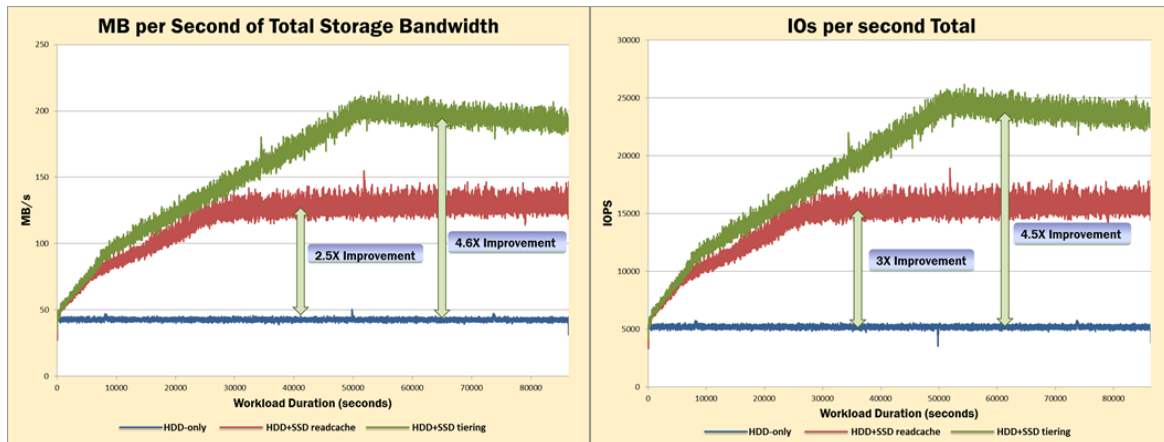 MB per Second of Total Storage Bandwidth
250
200
150
100
50
0
MB/s
2.5X Improvement
4.6X Improvement
0 10000 20000 30000 40000 50000 60000 70000 80000
Workload Duration (seconds)
HDD-only HDD+SSD readcache HDD+SSD tiering
IOs per second Total
30000
25000
20000
15000
10000
5000
0
IOPS
3X Improvement
4.5X Improvement
0 10000 20000 30000 40000 50000 60000 70000 80000
Workload Duration (seconds)
HDD-only HDD+SSD readcache HDD+SSD tiering